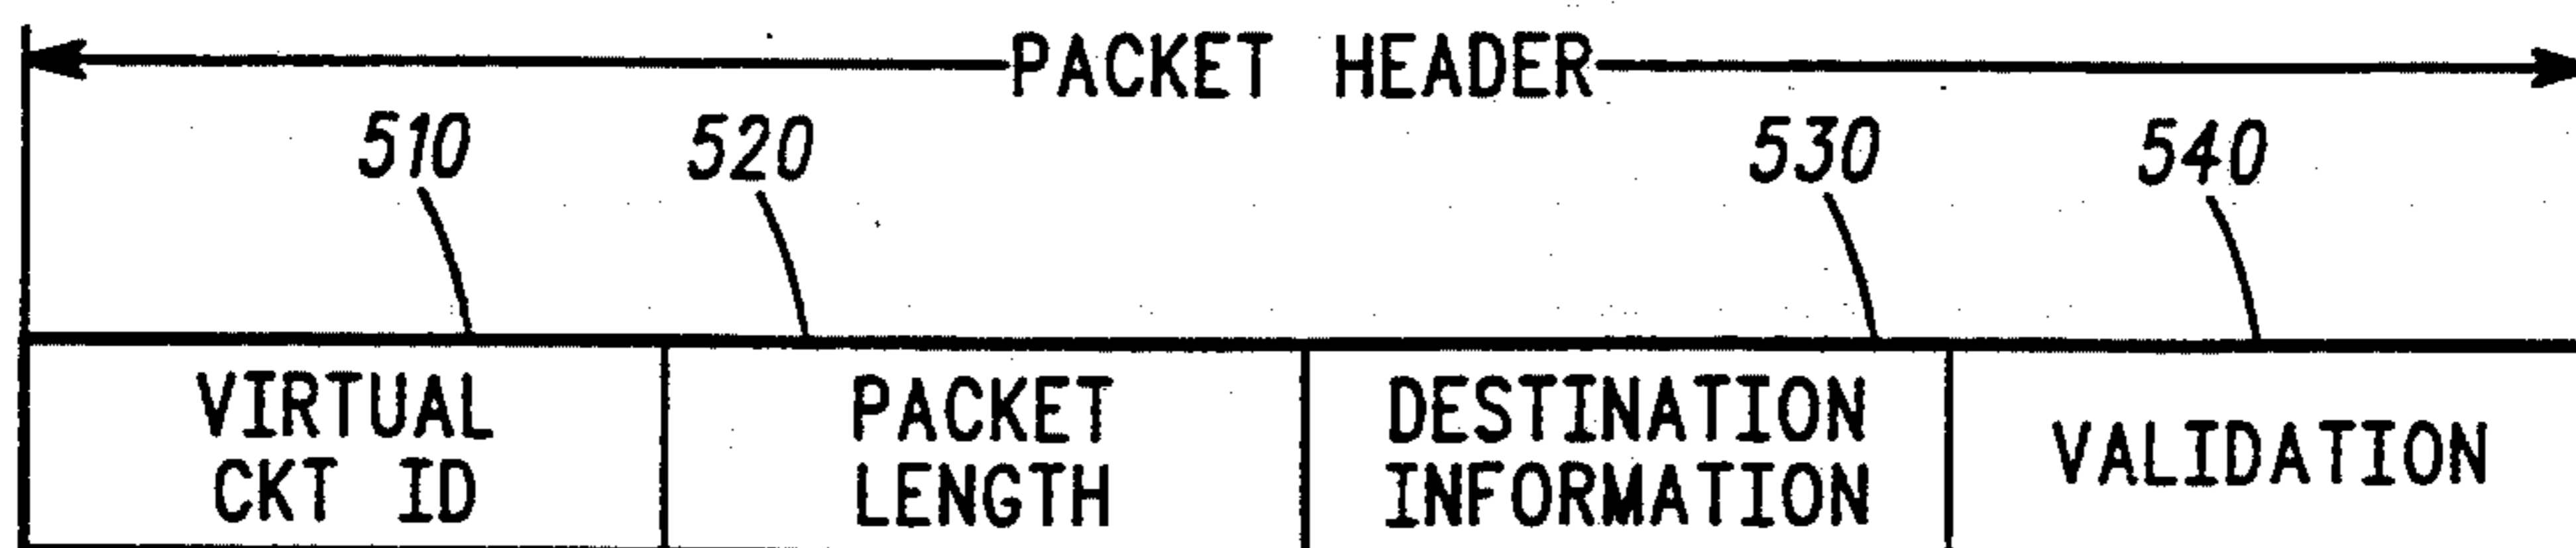 PACKET HEADER
510 520 530 540
VIRTUAL CKT ID
PACKET LENGTH
DESTINATION INFORMATION
VALIDATION